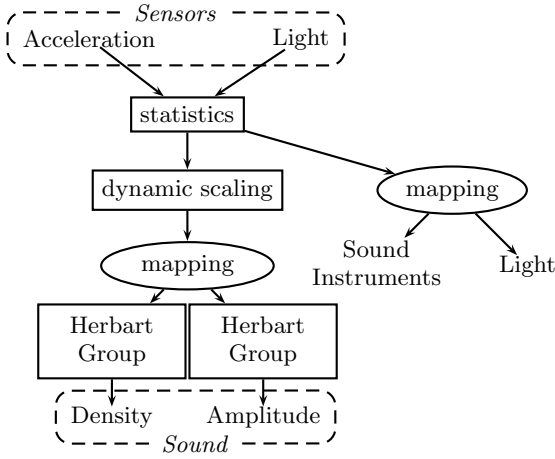 Sensors
Acceleration
Light
statistics
dynamic scaling
mapping
mapping
Sound
Instruments
Light
Herbart
Group
Herbart
Group
Density
Amplitude
Sound